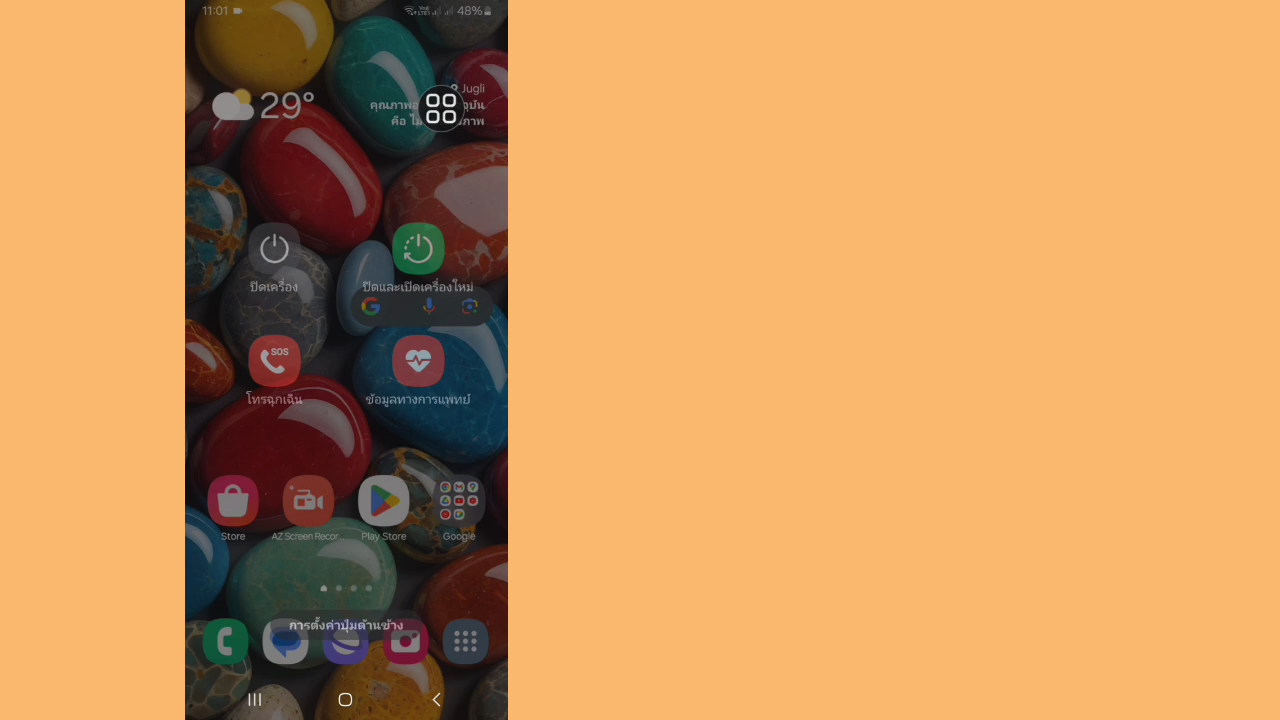 11:01
48%
29°
Jugli
ปิดเครื่อง
ปิดและเปิดเครื่องใหม่
SOS
โทรฉุกเฉิน
ข้อมูลทางการแพทย์
Store
AZ Screen Recor
Play Store
Google
การตั้งค่าปุ่มด้านข้าง